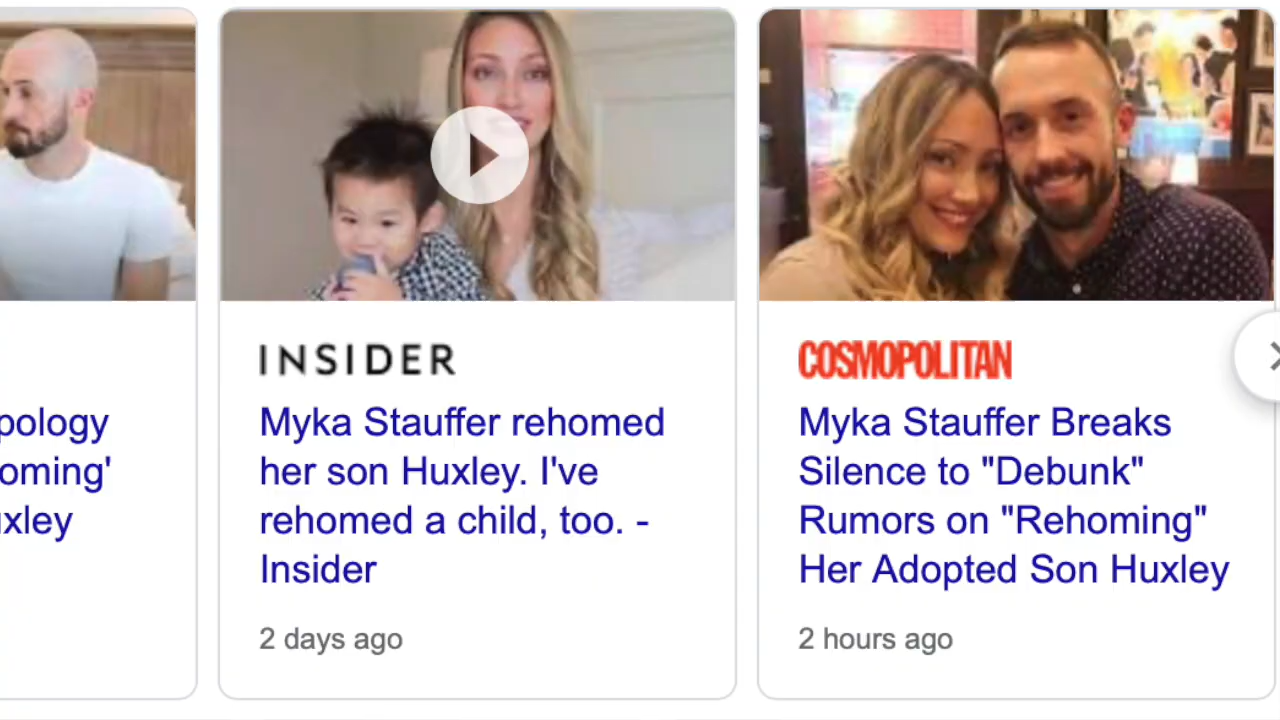 pology
oming'
xley
INSIDER
Myka Stauffer rehomed
her son Huxley. I've
rehomed a child, too. -
Insider
2 days ago
COSMOPOLITAN
Myka Stauffer Breaks
Silence to "Debunk"
Rumors on "Rehoming"
Her Adopted Son Huxley
2 hours ago